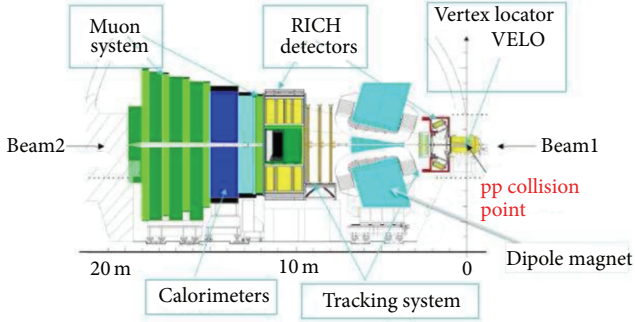 Muon
system
RICH
detectors
Vertex locator
VELO
Beam2
Beam1
pp collision
point
Dipole magnet
20 m
10 m
0
Calorimeters
Tracking system